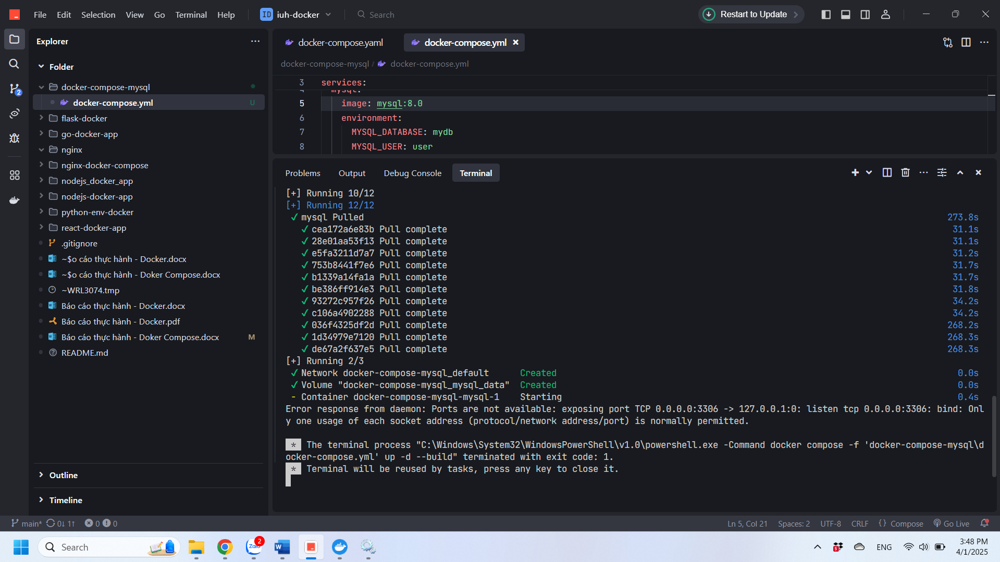 File Edit Selection View Go Terminal Help ID iuh-docker Search Restart to Update
Explorer
Folder
docker-compose-mysql
docker-compose.yml U
flask-docker
go-docker-app
nginx
nginx-docker-compose
nodejs_docker_app
nodejs-docker-app
python-env-docker
react-docker-app
.gitignore
~$o cáo thực hành - Docker.docx
~$o cáo thực hành - Doker Compose.docx
~WRL3074.tmp
Báo cáo thực hành - Docker.docx
Báo cáo thực hành - Docker.pdf
Báo cáo thực hành - Doker Compose.docx M
README.md
Outline
Timeline
2
docker-compose.yaml docker-compose.yml
docker-compose-mysql / docker-compose.yml
3 services:
4 mysql:
5 image: mysql:8.0
6 environment:
7 MYSQL_DATABASE: mydb
8 MYSQL_USER: user
Problems Output Debug Console Terminal
[+] Running 10/12
[+] Running 12/12
✓ mysql Pulled 273.8s
✓ cea172a6e83b Pull complete 31.1s
✓ 28e01aa53f13 Pull complete 31.1s
✓ e5fa3211d7a7 Pull complete 31.2s
✓ 753b8441f7e6 Pull complete 31.7s
✓ b1339a14fa1a Pull complete 31.7s
✓ be386ff914e3 Pull complete 31.8s
✓ 93272c957f26 Pull complete 34.2s
✓ c106a4902288 Pull complete 34.2s
✓ 036f4325df2d Pull complete 268.2s
✓ 1d34979e7120 Pull complete 268.3s
✓ de67a2f637e5 Pull complete 268.3s
[+] Running 2/3
✓ Network docker-compose-mysql_default Created 0.0s
✓ Volume "docker-compose-mysql_mysql_data" Created 0.0s
- Container docker-compose-mysql-mysql-1 Starting 0.4s
Error response from daemon: Ports are not available: exposing port TCP 0.0.0.0:3306 -> 127.0.0.1:0: listen tcp 0.0.0.0:3306: bind: Onl
y one usage of each socket address (protocol/network address/port) is normally permitted.
* The terminal process "C:\Windows\System32\WindowsPowerShell\v1.0\powershell.exe -Command docker compose -f 'docker-compose-mysql\d
ocker-compose.yml' up -d --build" terminated with exit code: 1.
* Terminal will be reused by tasks, press any key to close it.
main* 0↓ 1↑ 0 0 Ln 5, Col 21 Spaces: 2 UTF-8 CRLF {} Compose Go Live
Search Zalo 2 W 5 ENG 3:48 PM
4/1/2025